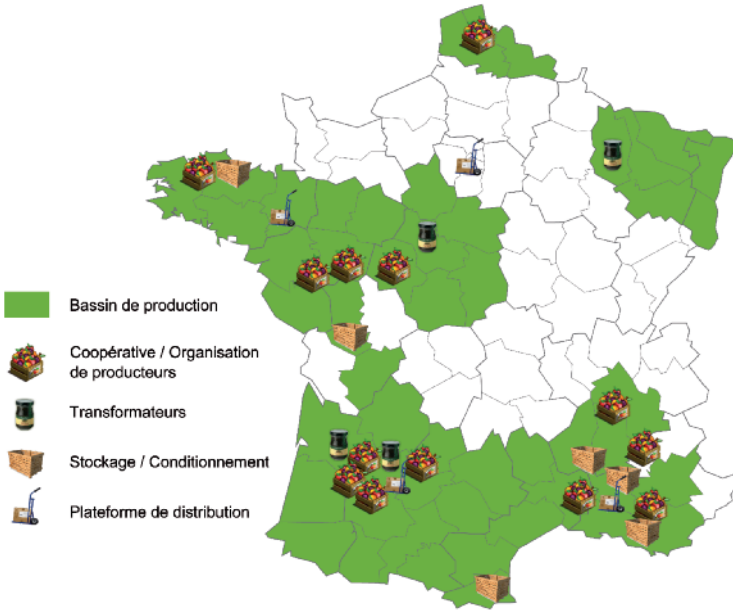 Bassin de production
Coopérative / Organisation
de producteurs
Transformateurs
Stockage / Conditionnement
Plateforme de distribution